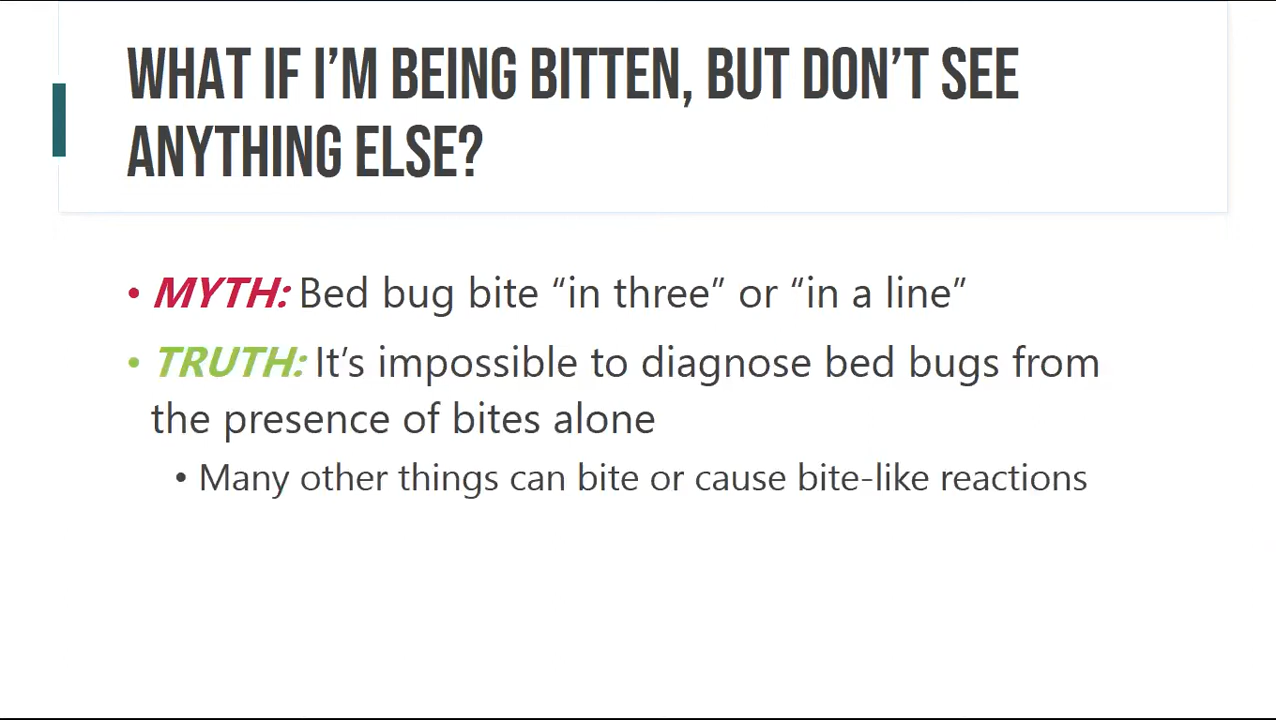 WHAT IF I’M BEING BITTEN, BUT DON’T SEE
ANYTHING ELSE?
• MYTH: Bed bug bite “in three” or “in a line”
• TRUTH: It’s impossible to diagnose bed bugs from
the presence of bites alone
• Many other things can bite or cause bite-like reactions